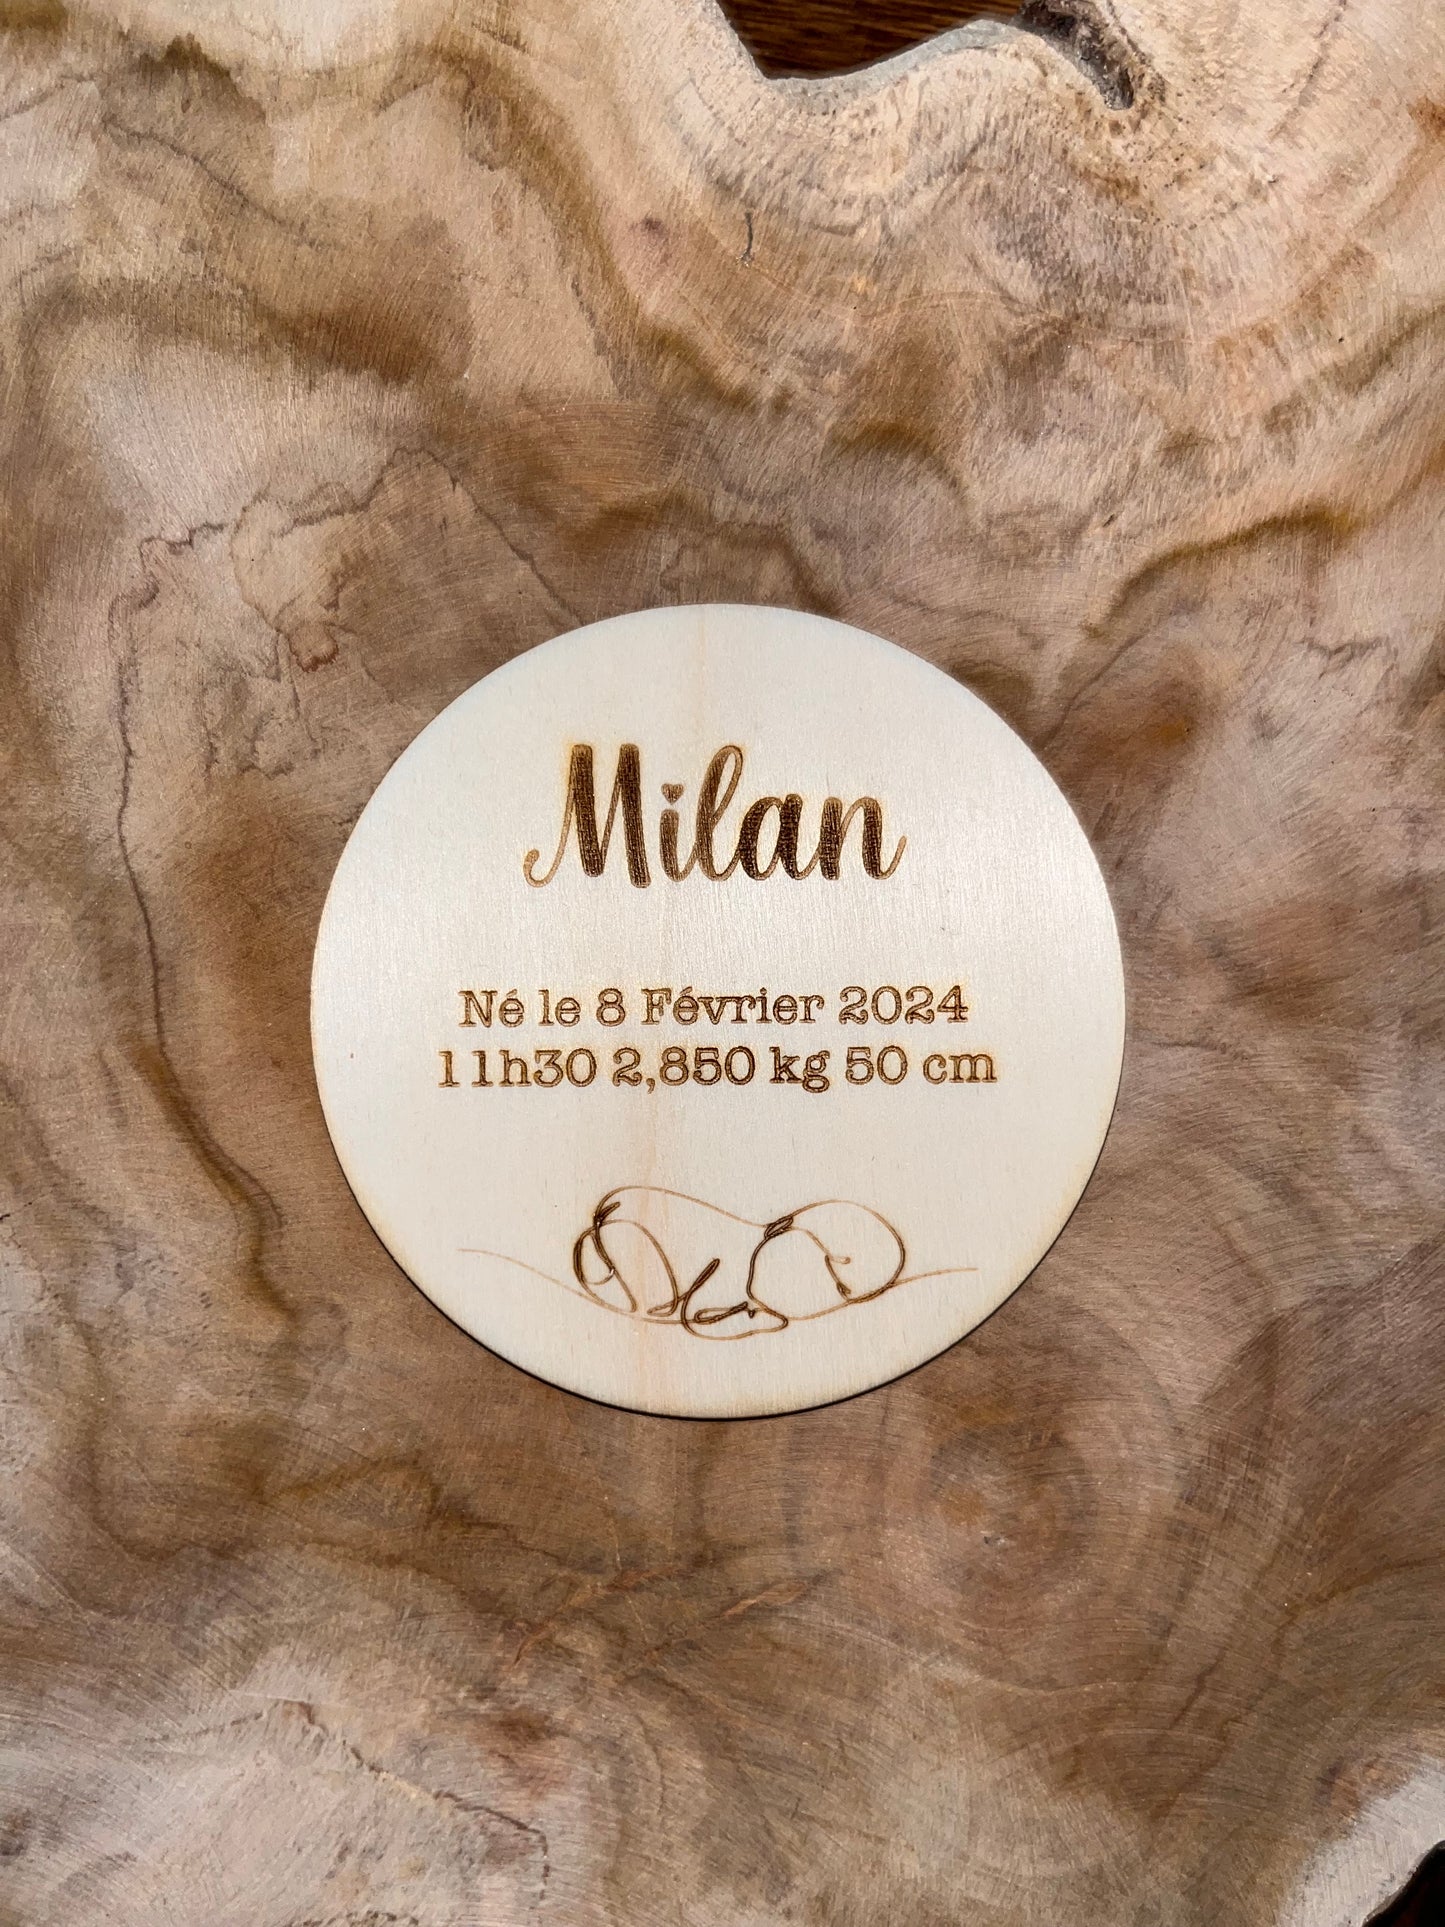 Milan
Né le 8 Février 2024
11h30 2,850 kg 50 cm